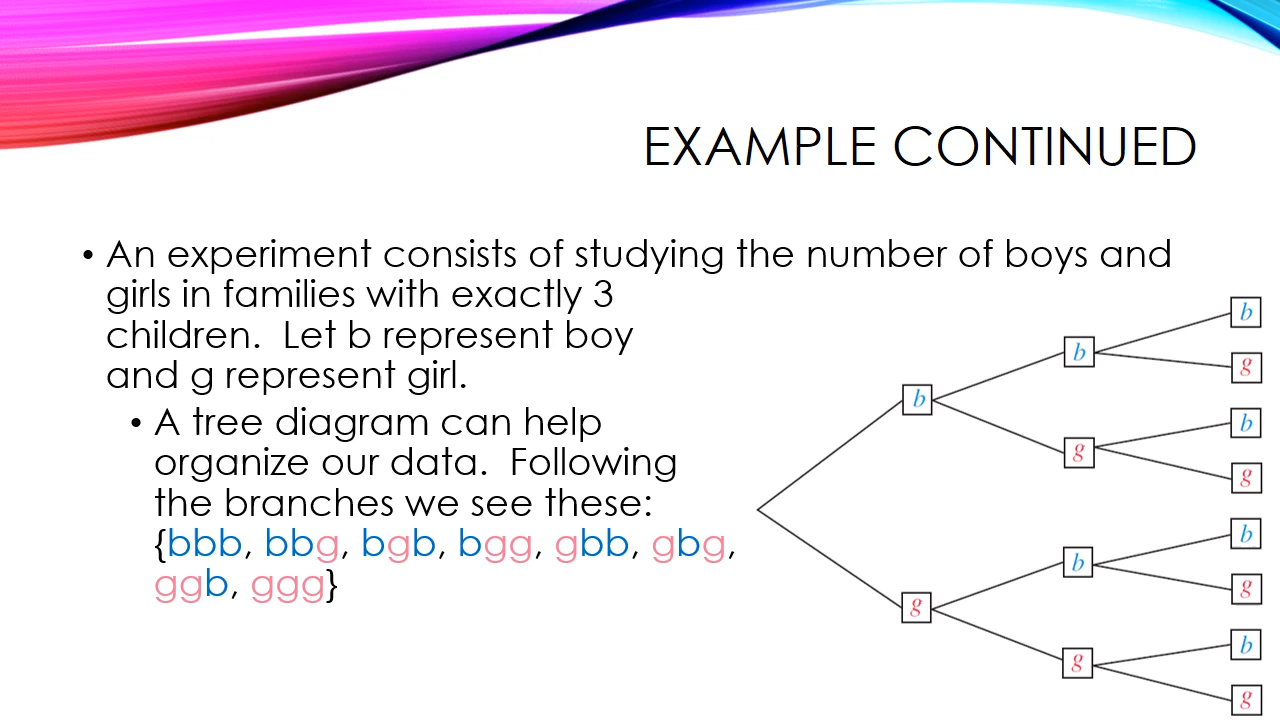 EXAMPLE CONTINUED
• An experiment consists of studying the number of boys and
girls in families with exactly 3
children.  Let b represent boy
and g represent girl.
• A tree diagram can help
organize our data.  Following
the branches we see these:
{bbb, bbg, bgb, bgg, gbb, gbg,
ggb, ggg}
b
g
b
g
b
g
b
g
b
g
b
g
b
g